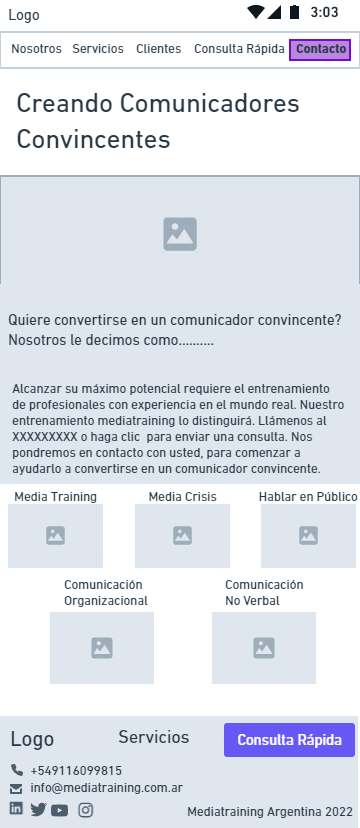 Logo
3:03
Nosotros Servicios Clientes Consulta Rápida Contacto
Creando Comunicadores
Convincentes
Quiere convertirse en un comunicador convincente?
Nosotros le decimos como..........
Alcanzar su máximo potencial requiere el entrenamiento
de profesionales con experiencia en el mundo real. Nuestro
entrenamiento mediatraining lo distinguirá. Llámenos al
XXXXXXXXX o haga clic para enviar una consulta. Nos
pondremos en contacto con usted, para comenzar a
ayudarlo a convertirse en un comunicador convincente.
Media Training Media Crisis Hablar en Público
Comunicación
Organizacional
Comunicación
No Verbal
Logo Servicios Consulta Rápida
+549116099815
info@mediatraining.com.ar
Mediatraining Argentina 2022